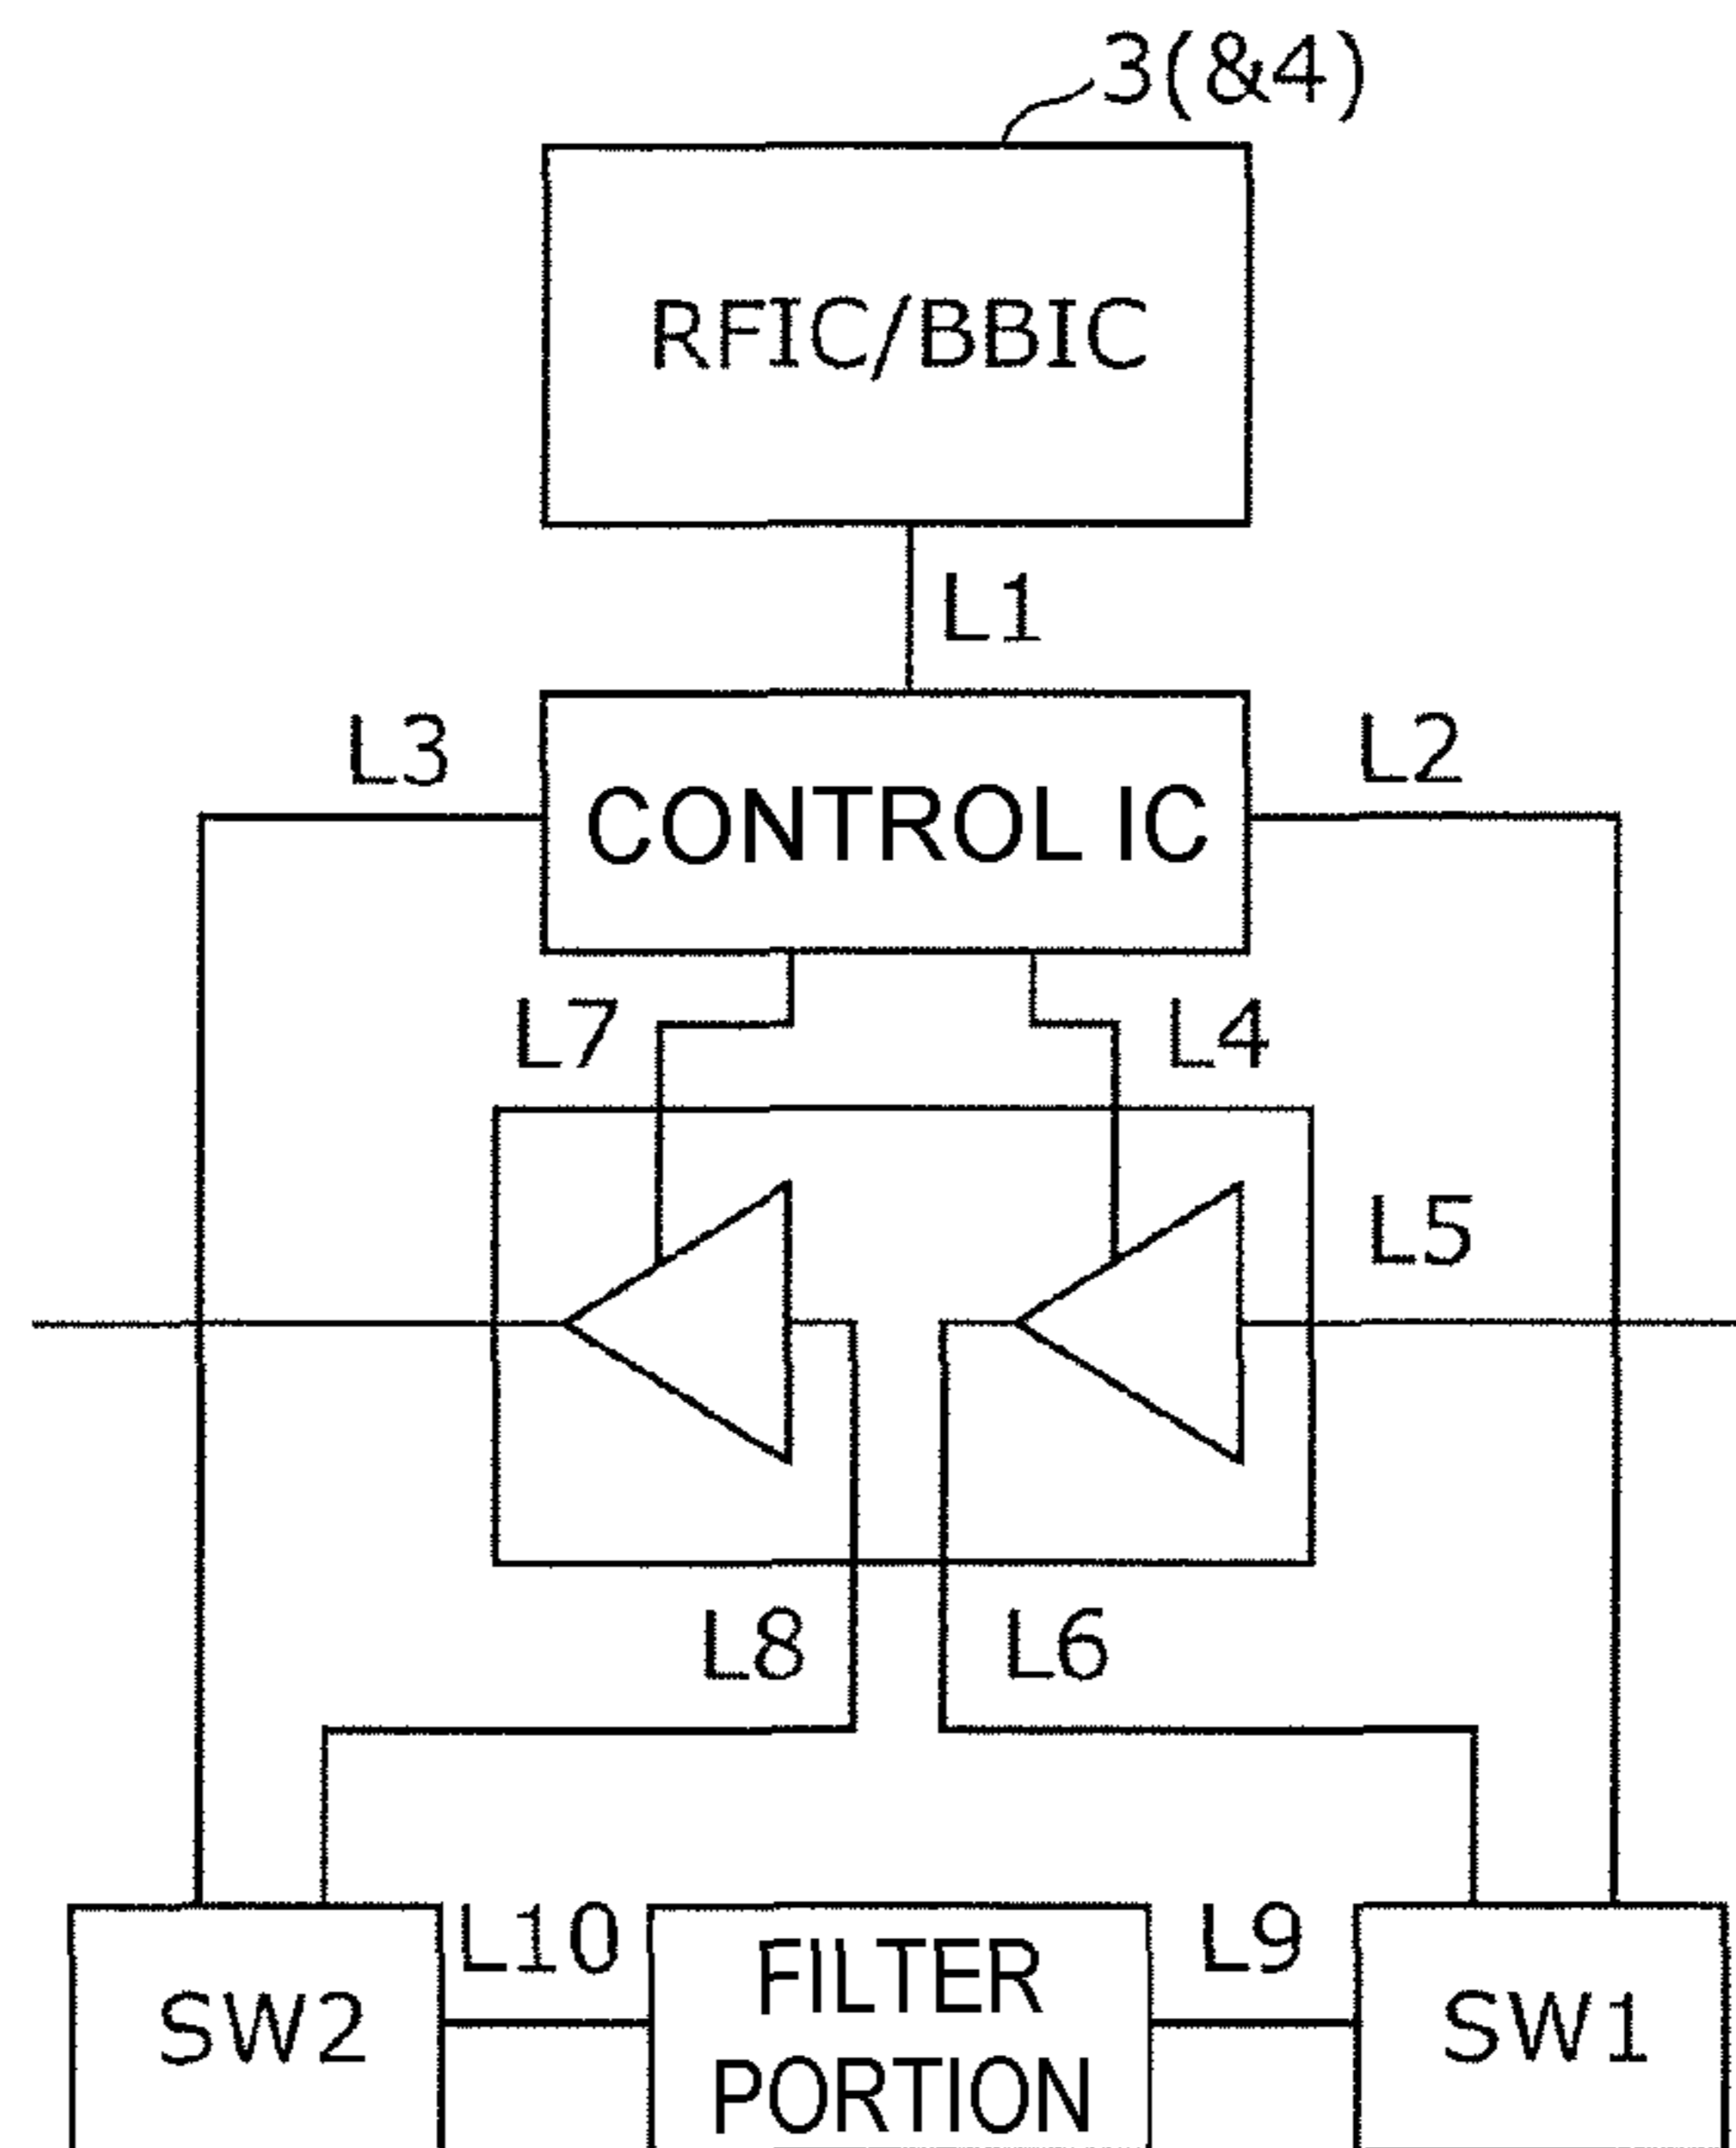 3(&4)
RFIC/BBIC
L1
L3
L2
CONTROL IC
L7
L4
L5
L8
L6
L10
L9
SW2
FILTER
PORTION
SW1